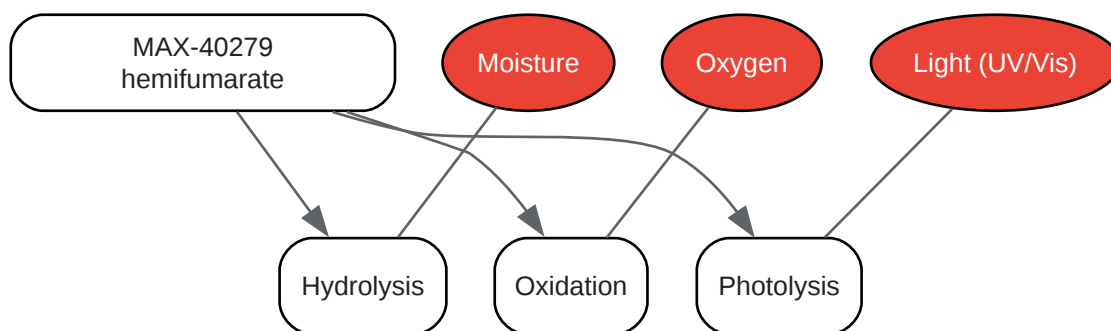 MAX-40279
hemifumarate
Moisture
Oxygen
Light (UV/Vis)
Hydrolysis
Oxidation
Photolysis